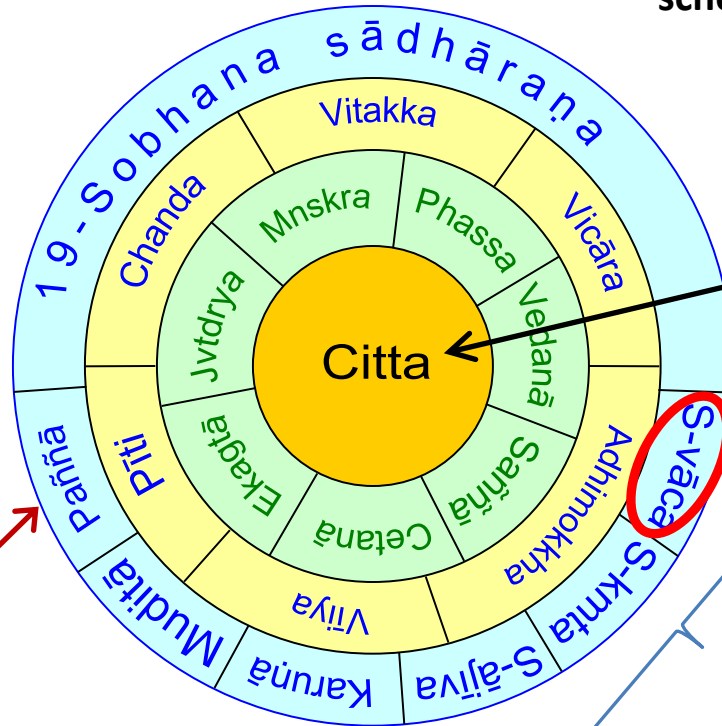 19-Sobhana sādhāraṇa
Vitakka
Chanda
Vicāra
Mnskra
Phassa
Jvtdrya
Vedanā
Citta
Ekagtā
Saññā
Cetanā
Pīti
Adhimokkha
Viīya
Paññā
S-vāca
Muditā
S-kmta
Karuṇā
S-ājīva